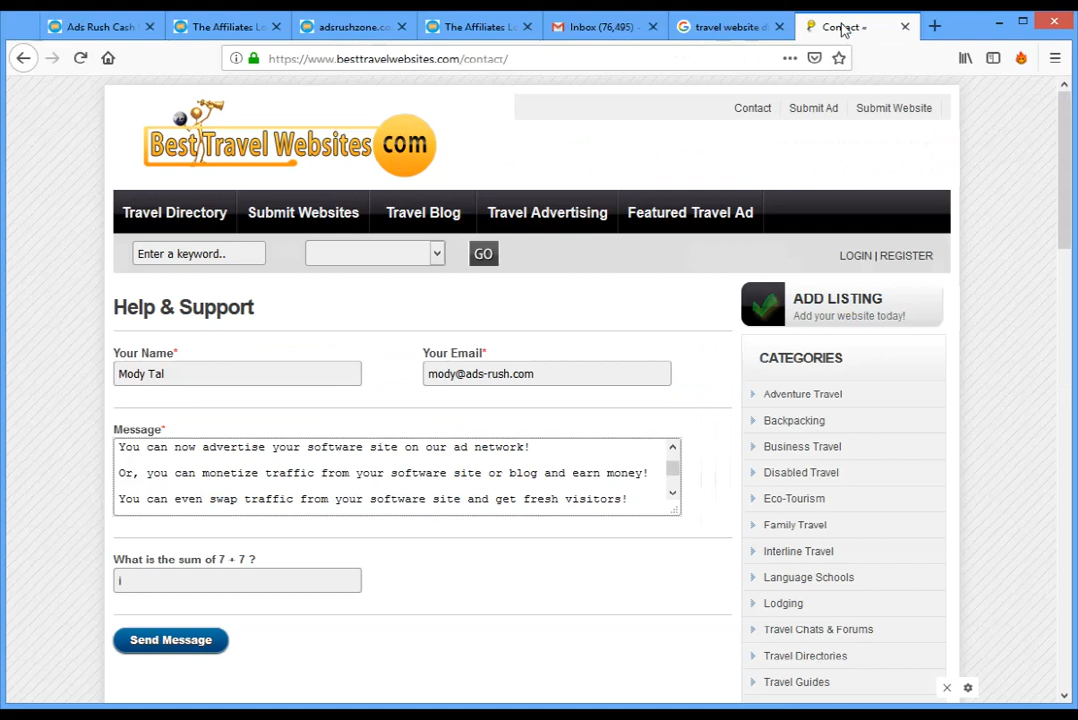 Ads Rush Cash
The Affiliates Lo
adsrushzone.co
The Affiliates Lo
Inbox (76,495) -
travel website di
Contact «
https://www.besttravelwebsites.com/contact/
Contact
Submit Ad
Submit Website
Best Travel Websites com
Travel Directory
Submit Websites
Travel Blog
Travel Advertising
Featured Travel Ad
Enter a keyword..
GO
LOGIN | REGISTER
Help & Support
ADD LISTING
Add your website today!
Your Name*
Your Email*
Mody Tal
mody@ads-rush.com
CATEGORIES
Message*
You can now advertise your software site on our ad network!
Or, you can monetize traffic from your software site or blog and earn money!
You can even swap traffic from your software site and get fresh visitors!
What is the sum of 7 + 7 ?
Send Message
Adventure Travel
Backpacking
Business Travel
Disabled Travel
Eco-Tourism
Family Travel
Interline Travel
Language Schools
Lodging
Travel Chats & Forums
Travel Directories
Travel Guides